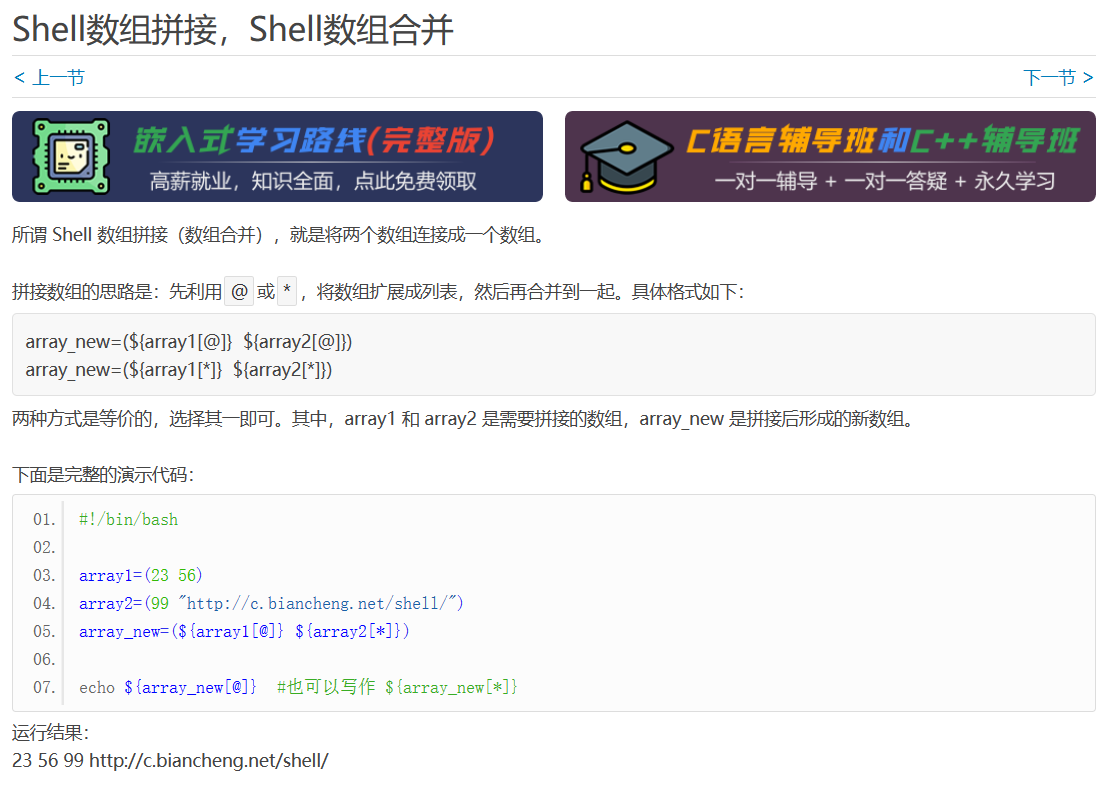 Shell数组拼接，Shell数组合并
< 上一节
下一节 >
嵌入式学习路线(完整版)
高薪就业，知识全面，点此免费领取
C语言辅导班和C++辅导班
一对一辅导 + 一对一答疑 + 永久学习
所谓 Shell 数组拼接（数组合并），就是将两个数组连接成一个数组。
拼接数组的思路是：先利用 @ 或 * ，将数组扩展成列表，然后再合并到一起。具体格式如下：
array_new=(${array1[@]}  ${array2[@]})
array_new=(${array1[*]}  ${array2[*]})
两种方式是等价的，选择其一即可。其中，array1 和 array2 是需要拼接的数组，array_new 是拼接后形成的新数组。
下面是完整的演示代码：
01. #!/bin/bash
02.
03. array1=(23 56)
04. array2=(99 "http://c.biancheng.net/shell/")
05. array_new=(${array1[@]} ${array2[*]})
06.
07. echo ${array_new[@]}  #也可以写作 ${array_new[*]}
运行结果：
23 56 99 http://c.biancheng.net/shell/